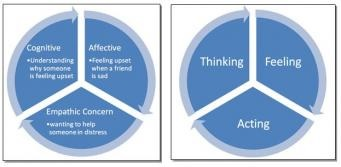 Cognitive
•Understanding
why someone
is feeling upset
Affective
•Feeling upset
when a friend
is sad
Empathic Concern
•wanting to help
someone in distress
Thinking
Feeling
Acting